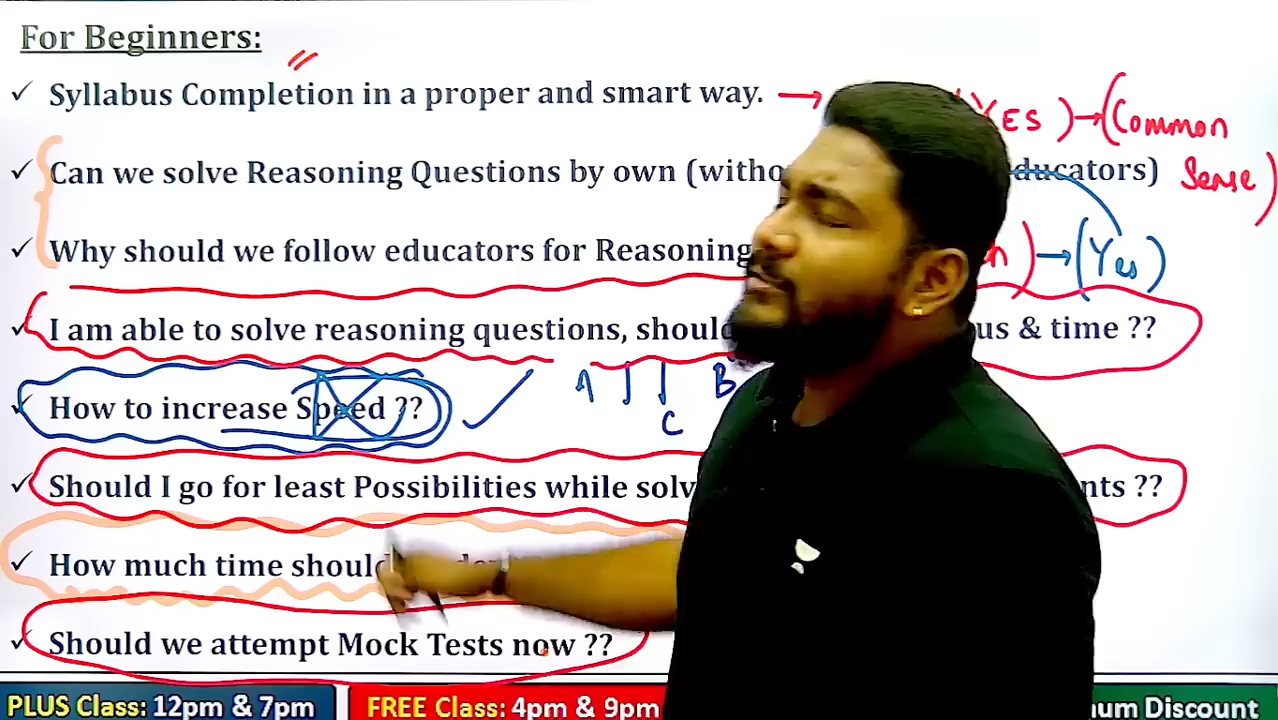 For Beginners:
✓ Syllabus Completion in a proper and smart way. → YES ) → (Common
✓ Can we solve Reasoning Questions by own (witho ducators) Sense)
✓ Why should we follow educators for Reasoning → (Yes)
✓ I am able to solve reasoning questions, should us & time ??
✓ How to increase Speed ?? ✓ A B
C
✓ Should I go for least Possibilities while solv nts ??
✓ How much time should
✓ Should we attempt Mock Tests now ??
PLUS Class: 12pm & 7pm FREE Class: 4pm & 9pm um Discount